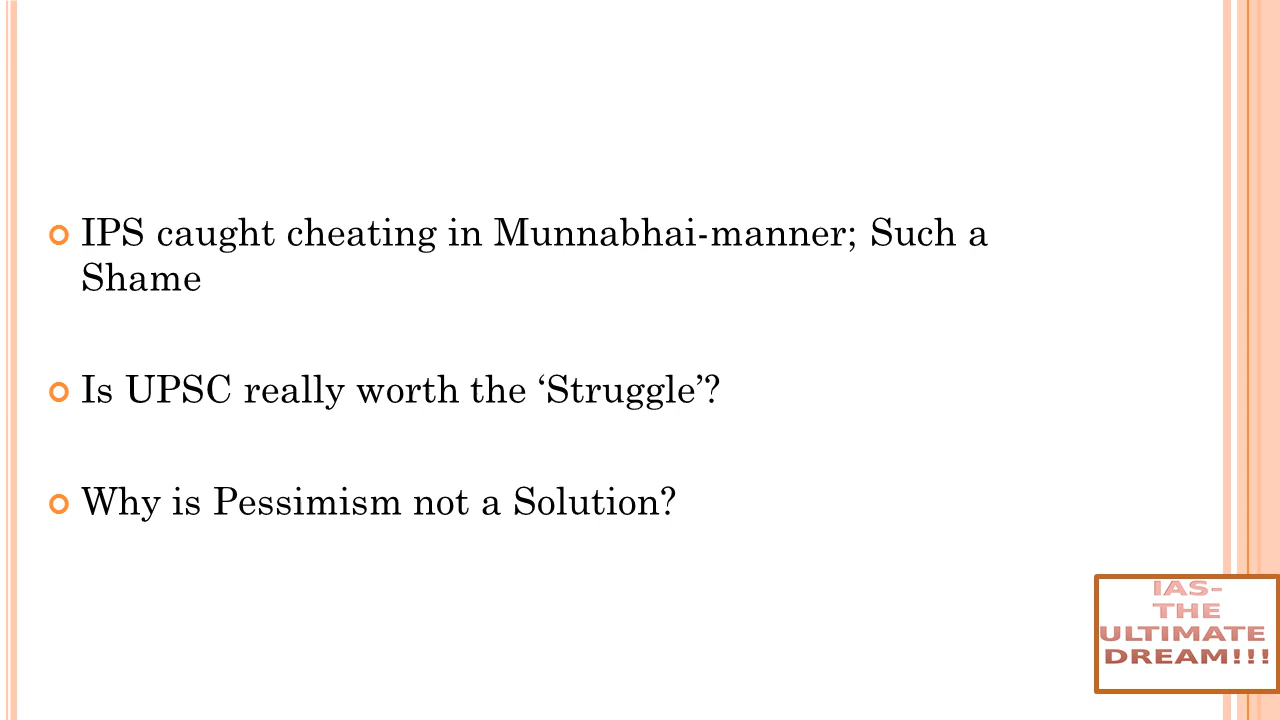 IPS caught cheating in Munnabhai-manner; Such a
Shame
Is UPSC really worth the ‘Struggle’?
Why is Pessimism not a Solution?
IAS-
THE
ULTIMATE
DREAM!!!